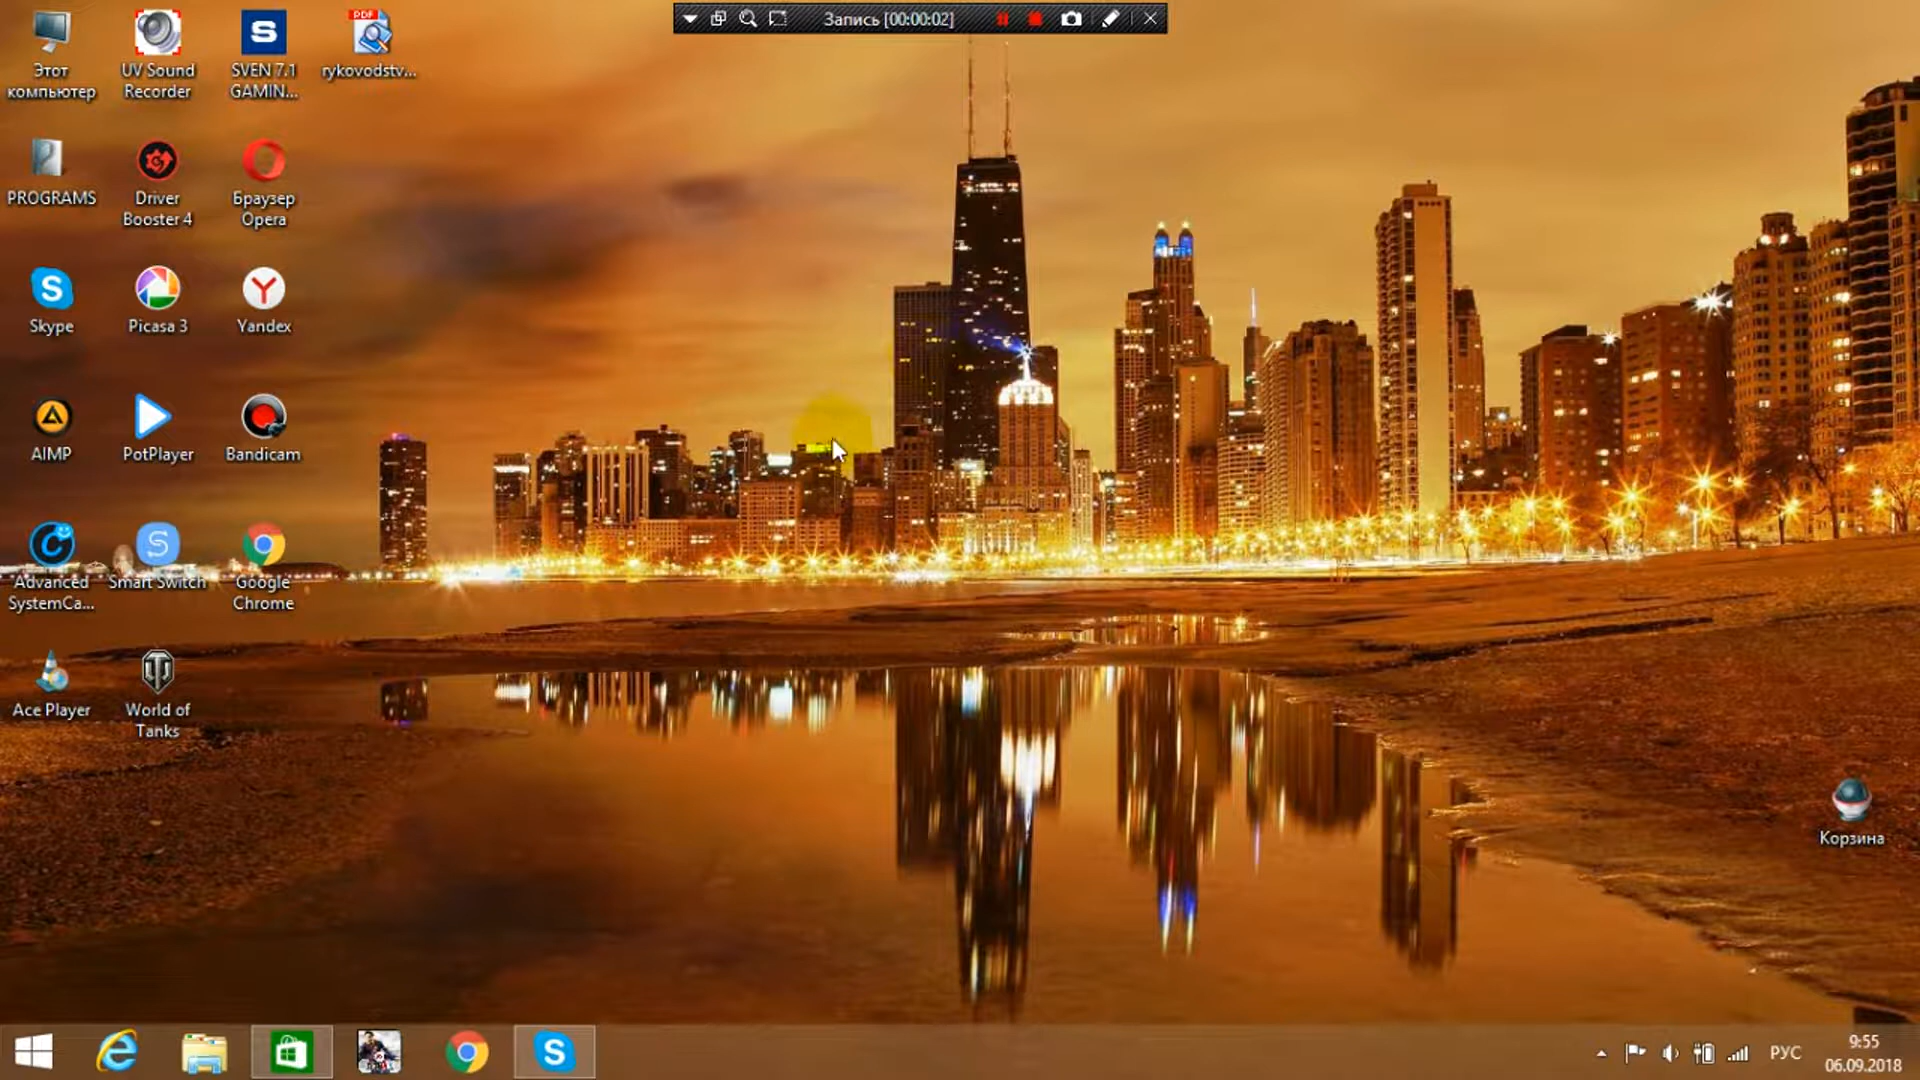 Запись [00:00:02]
Этот
компьютер
UV Sound
Recorder
SVEN 7.1
GAMIN...
PDF
rykovodstv...
PROGRAMS
Driver
Booster 4
Браузер
Opera
Skype
Picasa 3
Yandex
AIMP
PotPlayer
Bandicam
Advanced
SystemCa...
Smart Switch
Google
Chrome
Ace Player
World of
Tanks
Корзина
РУС
9:55
06.09.2018